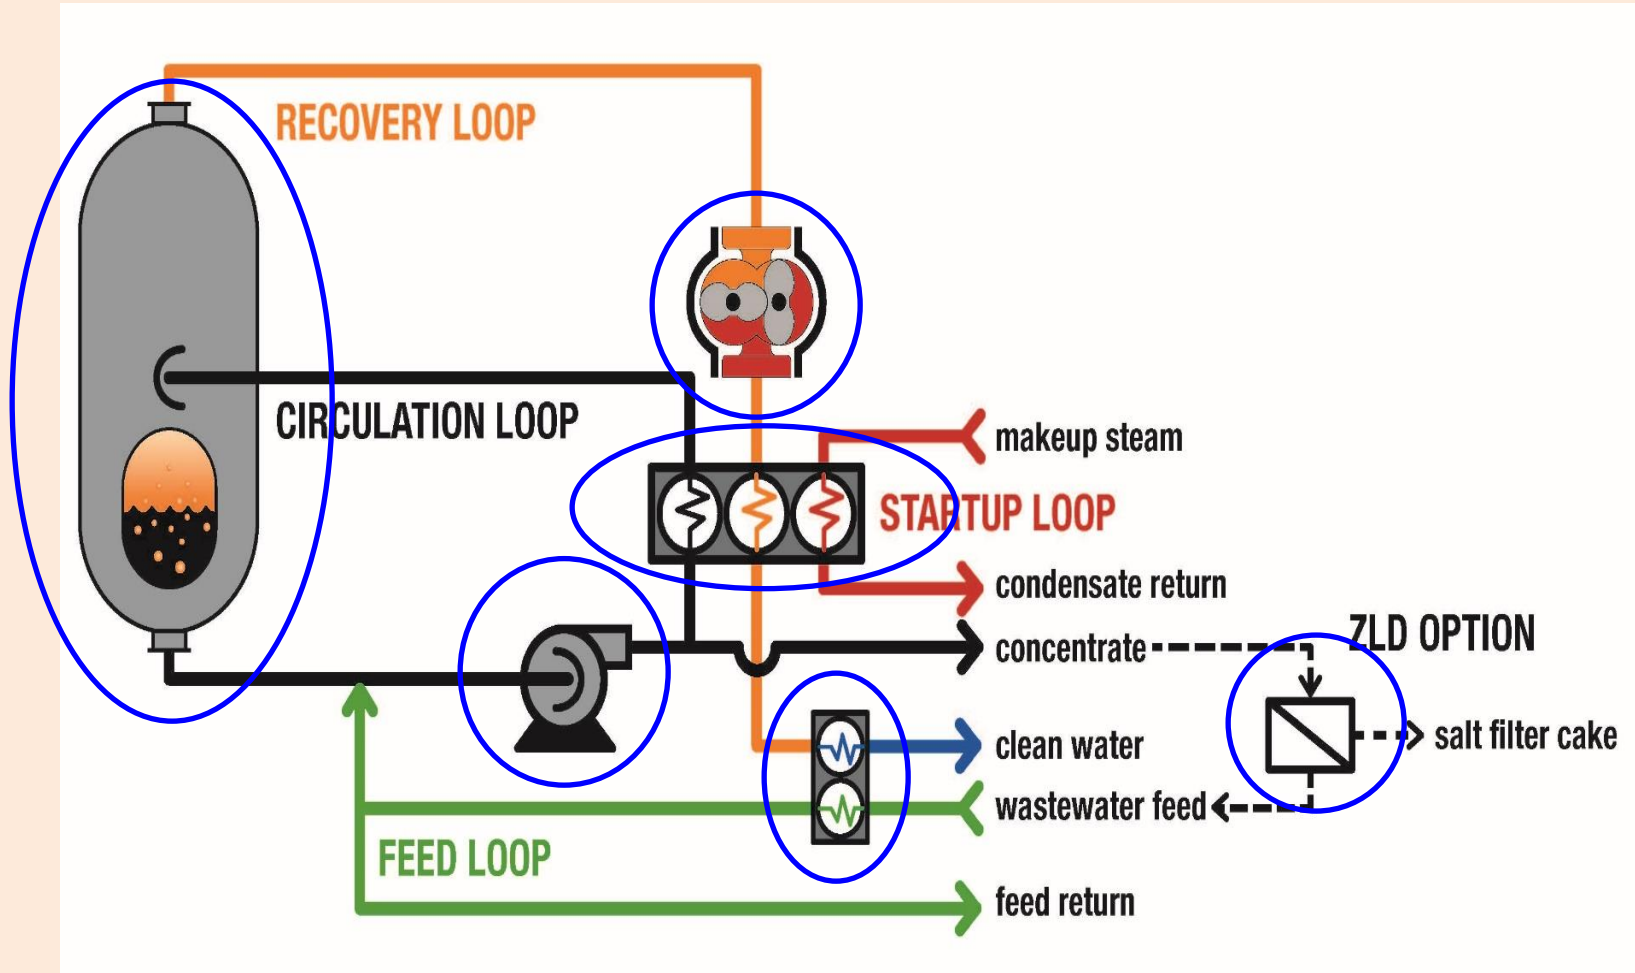 RECOVERY LOOP
CIRCULATION LOOP
makeup steam
STARTUP LOOP
condensate return
ZLD OPTION
concentrate
salt filter cake
clean water
wastewater feed
FEED LOOP
feed return